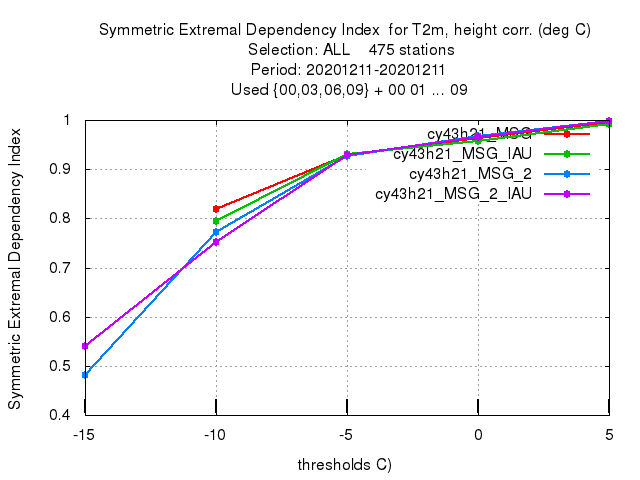 Symmetric Extremal Dependency Index  for T2m, height corr. (deg C)
Selection: ALL    475 stations
Period: 20201211-20201211
Used {00,03,06,09} + 00 01 ... 09
Symmetric Extremal Dependency Index
1
0.9
0.8
0.7
0.6
0.5
0.4
cy43h21_MSG
cy43h21_MSG_IAU
cy43h21_MSG_2
cy43h21_MSG_2_IAU
-15 -10 -5 0 5
thresholds C)